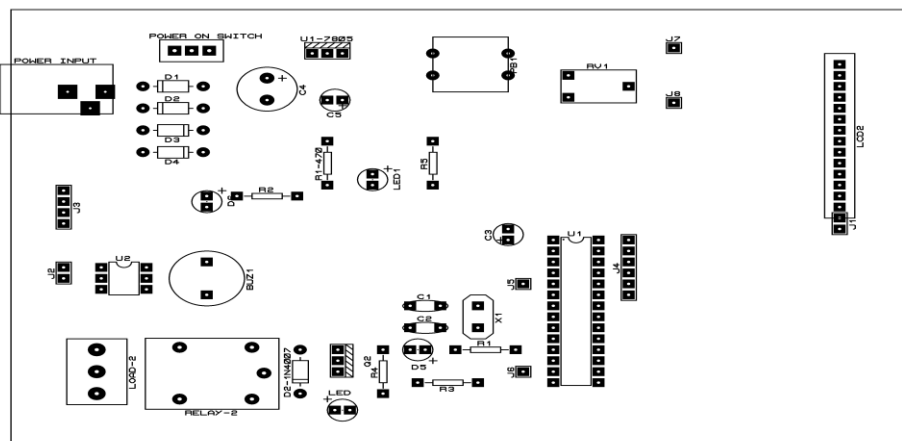 POWER ON SWITCH
U1-7805
J7
POWER INPUT
D1
C4
PB1
RV1
D2
J8
C5
D3
LCD2
D4
R1-470
LED1
R5
R2
D6
J3
J1
C3
U1
U2
J2
BUZ1
J5
J4
C1
X1
C2
R1
LOAD-2
D2-1N4007
Q2
R4
D5
J6
R3
LED
RELAY-2